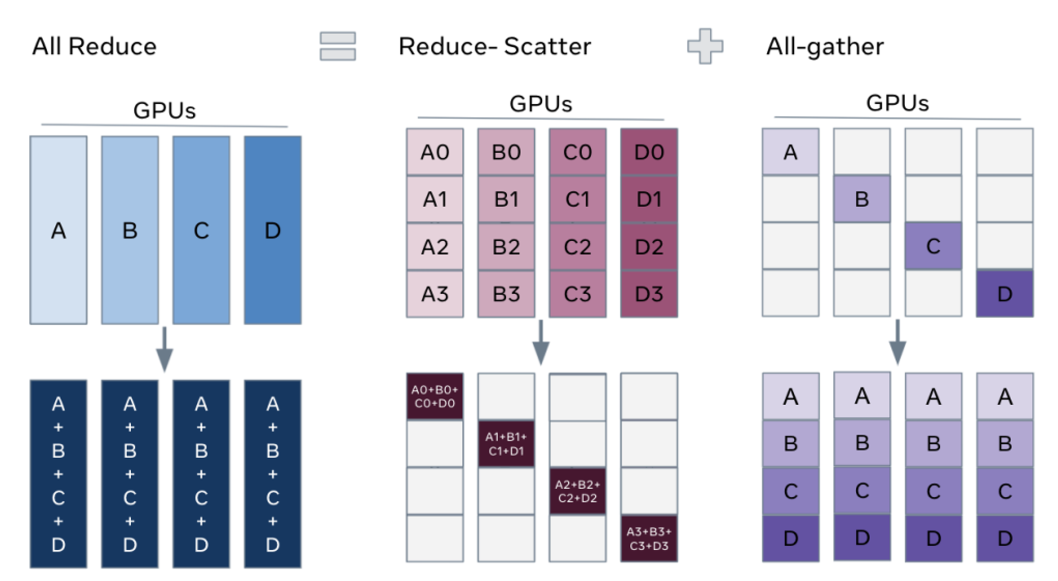 All Reduce
Reduce- Scatter
All-gather
GPUs
A B C D
A A A A
+ + + +
B B B B
+ + + +
C C C C
+ + + +
D D D D
GPUs
A0 B0 C0 D0
A1 B1 C1 D1
A2 B2 C2 D2
A3 B3 C3 D3
A0+B0+
C0+D0
A1+B1+
C1+D1
A2+B2+
C2+D2
A3+B3+
C3+D3
GPUs
A
B
C
D
A A A A
B B B B
C C C C
D D D D